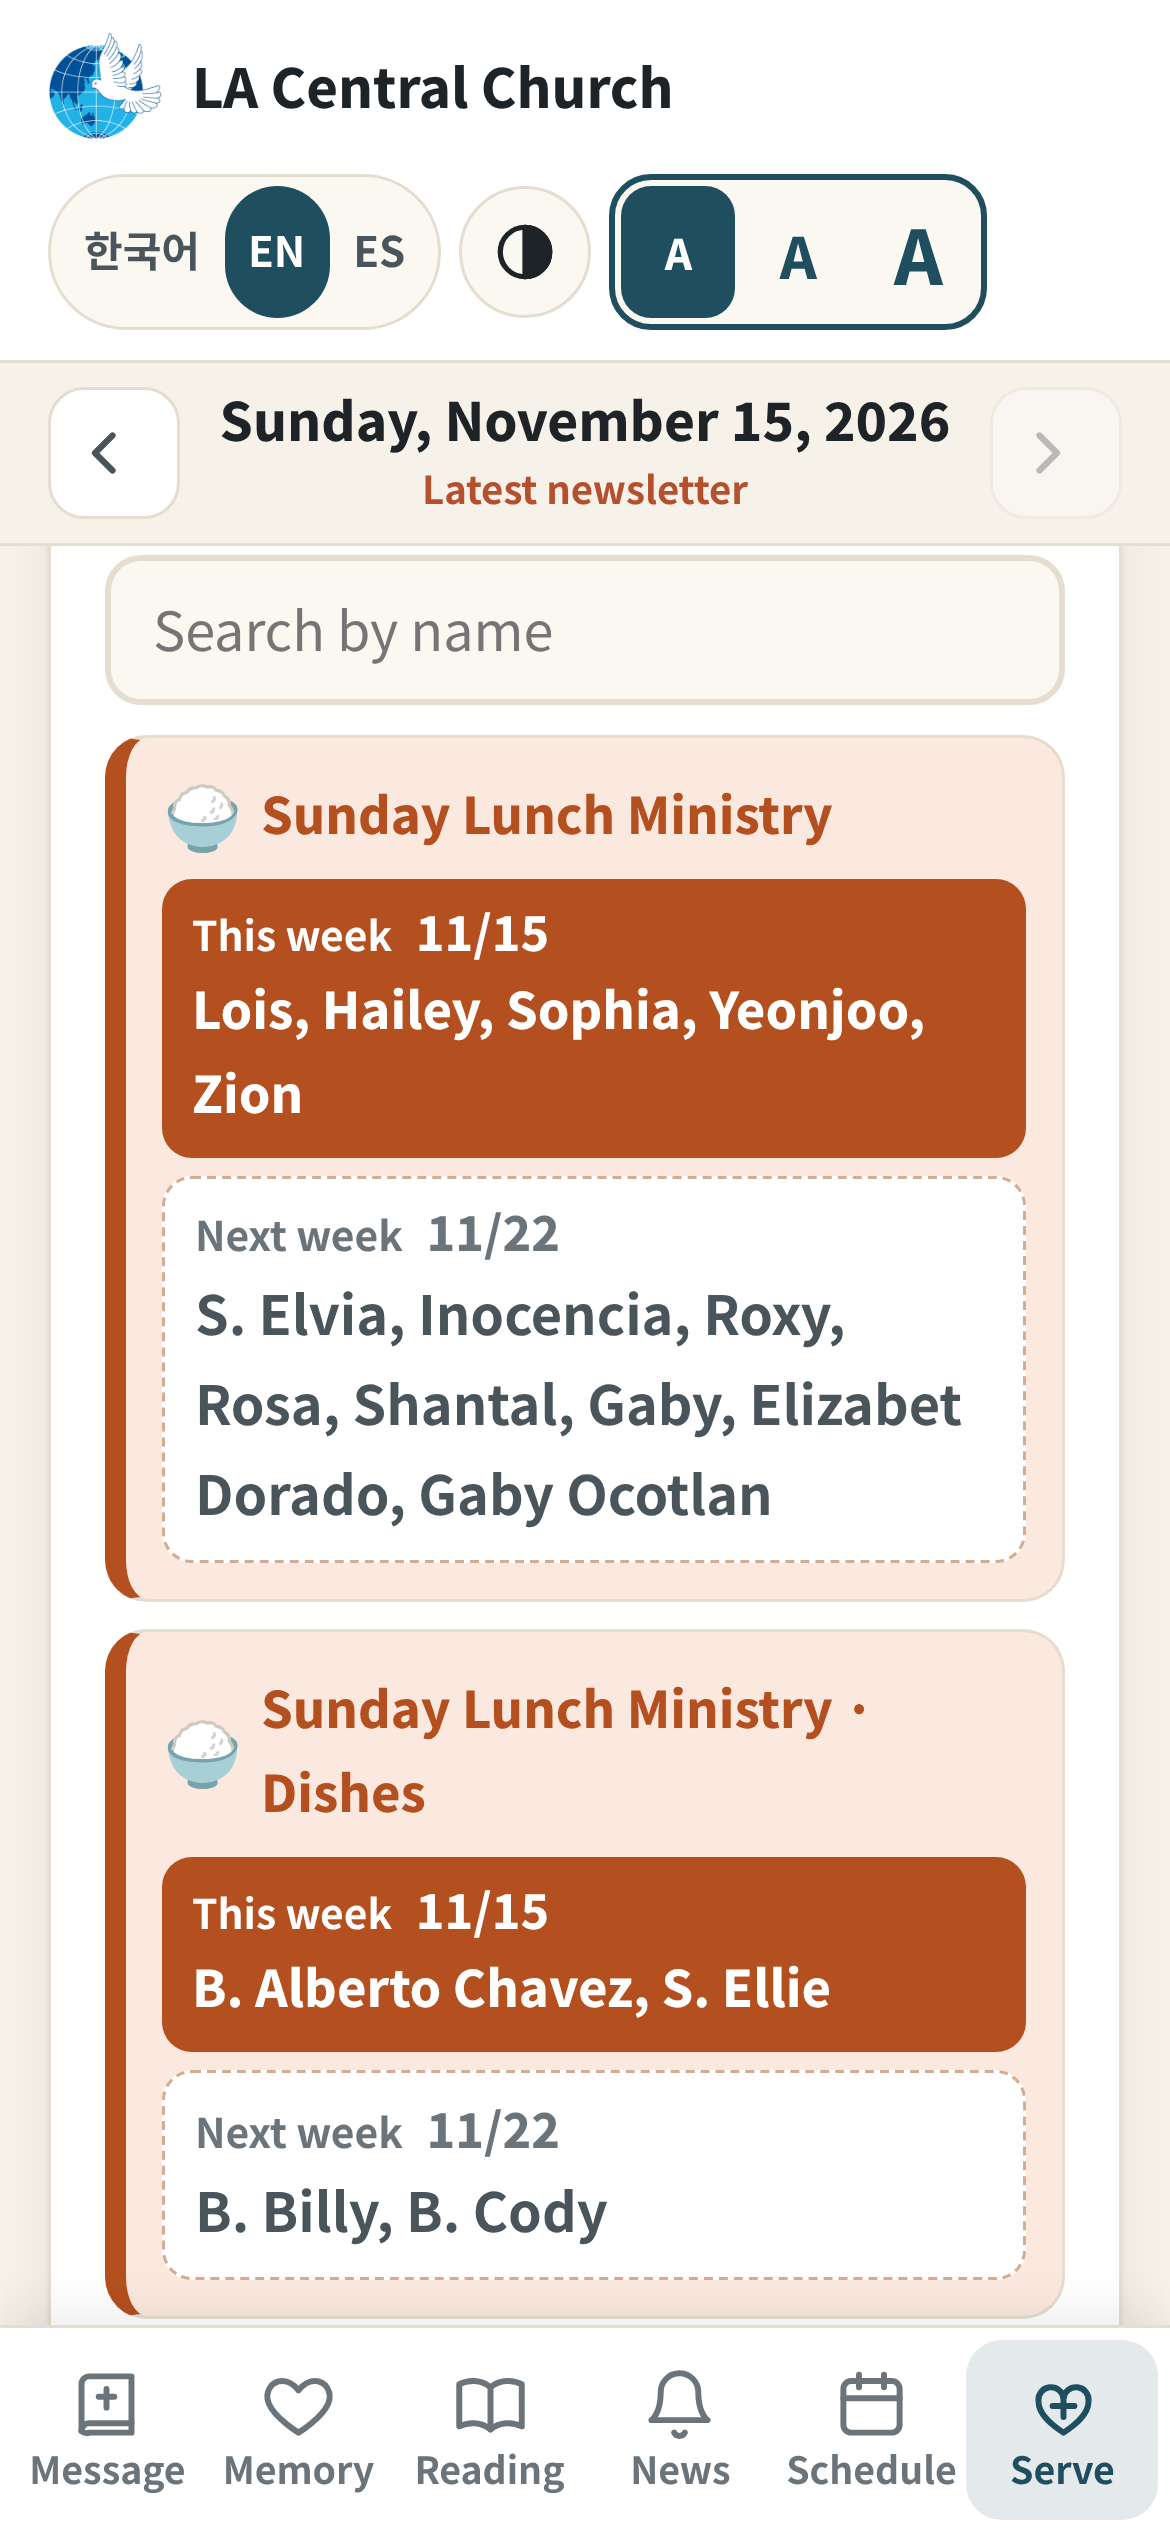 LA Central Church
한국어 EN ES A A A
Sunday, November 15, 2026
Latest newsletter
Search by name
Sunday Lunch Ministry
This week 11/15
Lois, Hailey, Sophia, Yeonjoo,
Zion
Next week 11/22
S. Elvia, Inocencia, Roxy,
Rosa, Shantal, Gaby, Elizabet
Dorado, Gaby Ocotlan
Sunday Lunch Ministry ·
Dishes
This week 11/15
B. Alberto Chavez, S. Ellie
Next week 11/22
B. Billy, B. Cody
Message Memory Reading News Schedule Serve